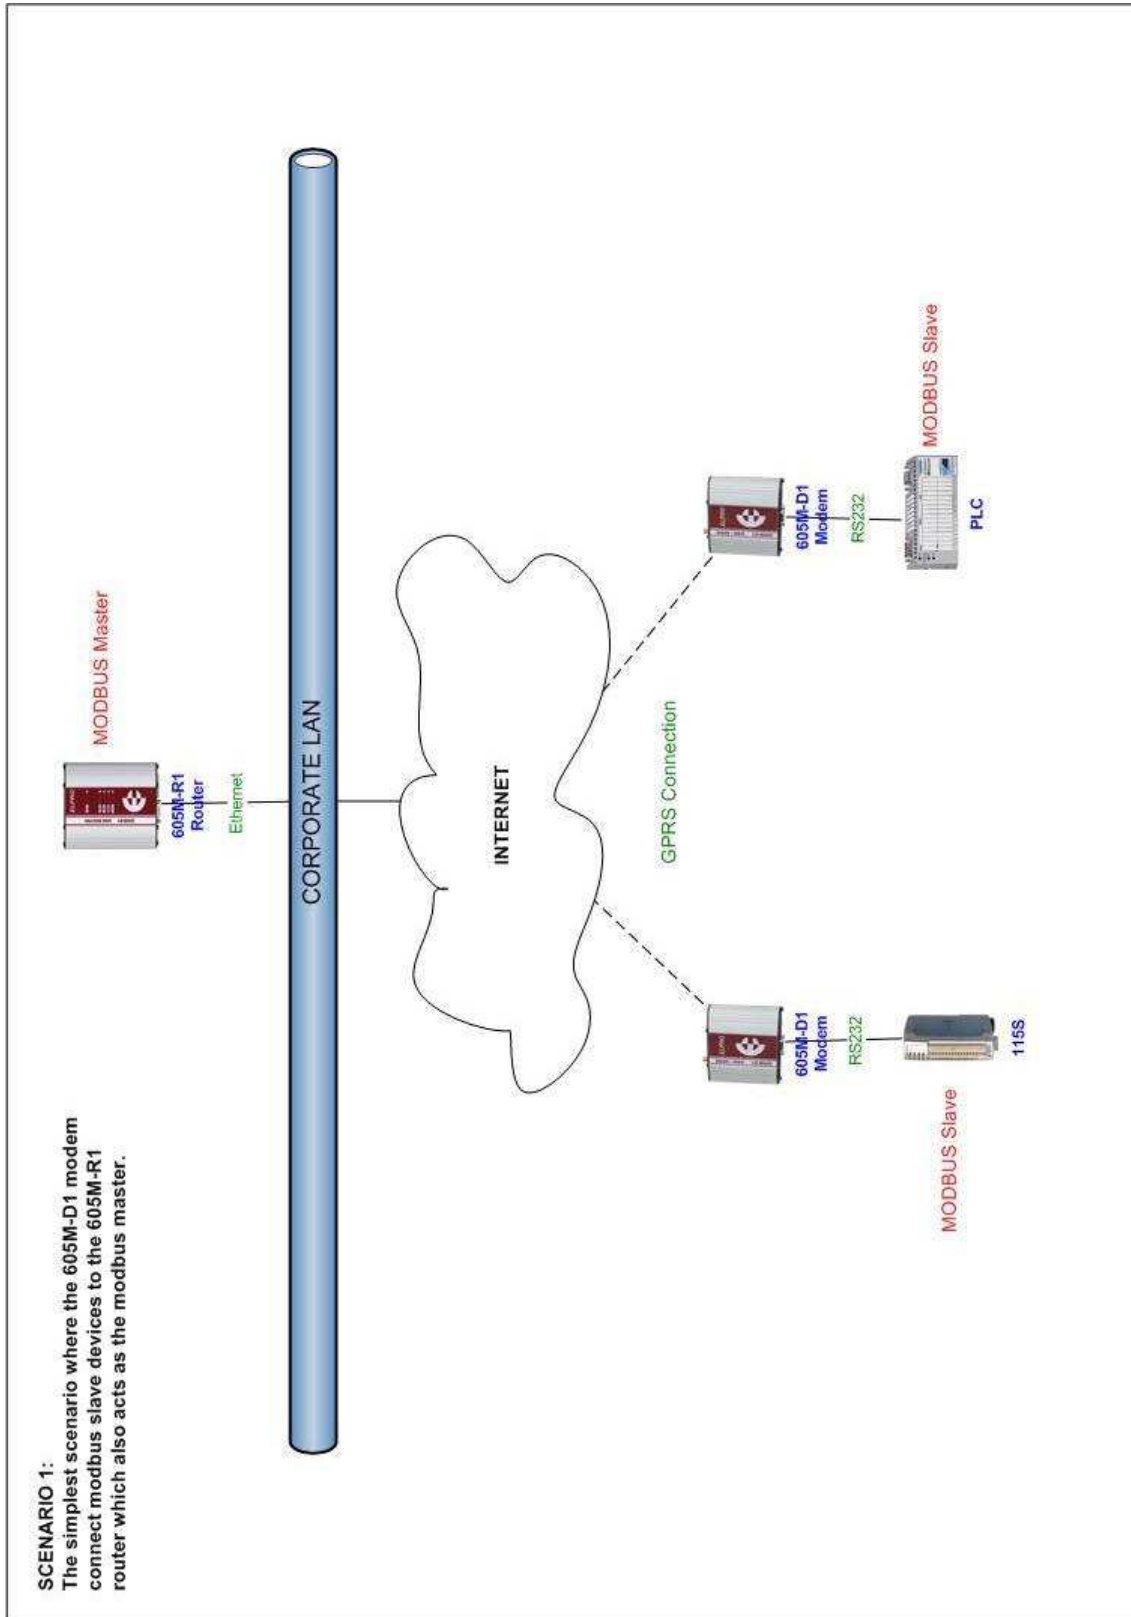 SCENARIO 1:
The simplest scenario where the 605M-D1 modem
connect modbus slave devices to the 605M-R1
router which also acts as the modbus master.
MODBUS Master
605M-R1
Router
Ethernet
CORPORATE LAN
INTERNET
GPRS Connection
605M-D1
Modem
RS232
MODBUS Slave
115S
605M-D1
Modem
RS232
MODBUS Slave
PLC